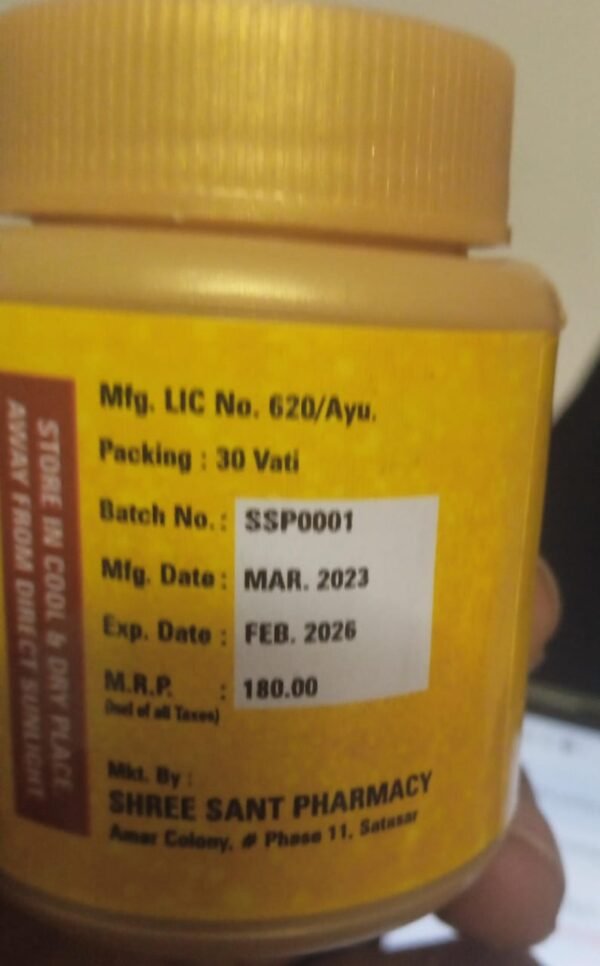 Mfg. LIC No. 620/Ayu.
Packing : 30 Vati
Batch No. : SSP0001
Mfg. Date : MAR. 2023
Exp. Date : FEB. 2026
M.R.P. : 180.00
(Incl of all Taxes)
Mkt. By :
SHREE SANT PHARMACY
Amar Colony, # Phase 11, Satasar
STORE IN COOL & DRY PLACE
AWAY FROM DIRECT SUNLIGHT